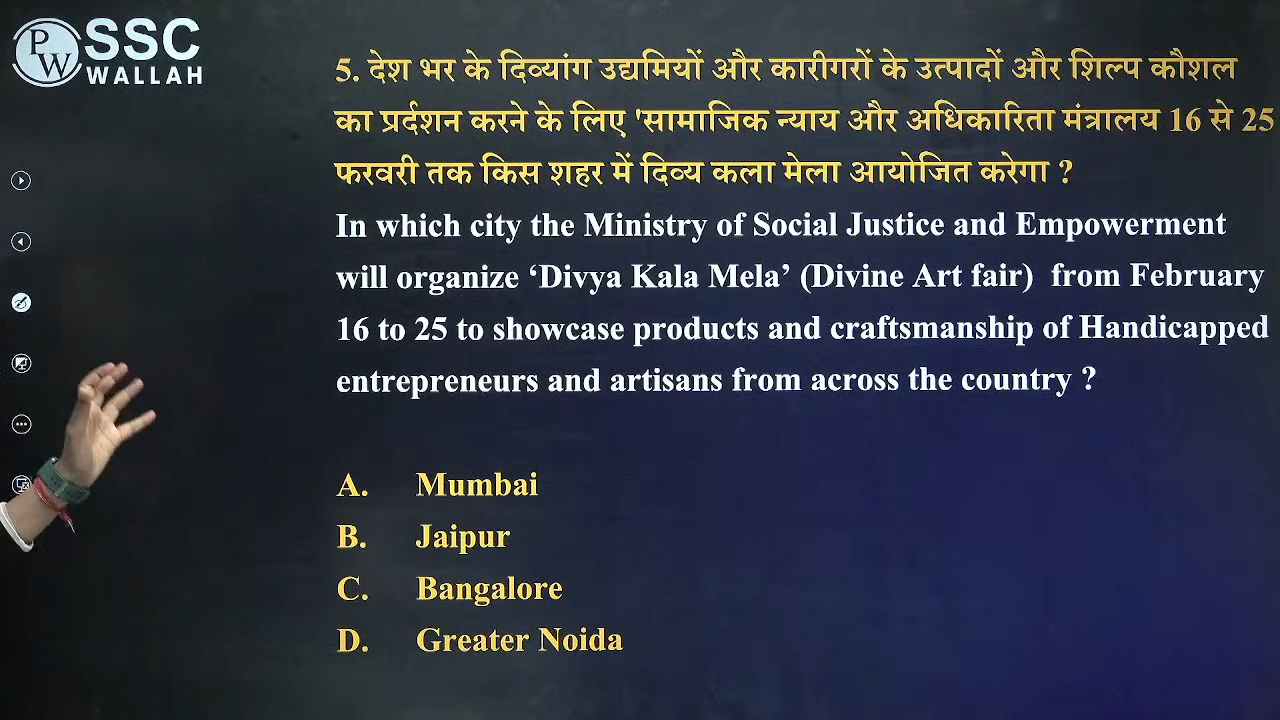 PW
SSC
WALLAH
5. देश भर के दिव्यांग उद्यमियों और कारीगरों के उत्पादों और शिल्प कौशल
का प्रर्दशन करने के लिए 'सामाजिक न्याय और अधिकारिता मंत्रालय 16 से 25
फरवरी तक किस शहर में दिव्य कला मेला आयोजित करेगा ?
In which city the Ministry of Social Justice and Empowerment
will organize ‘Divya Kala Mela’ (Divine Art fair) from February
16 to 25 to showcase products and craftsmanship of Handicapped
entrepreneurs and artisans from across the country ?
A. Mumbai
B. Jaipur
C. Bangalore
D. Greater Noida